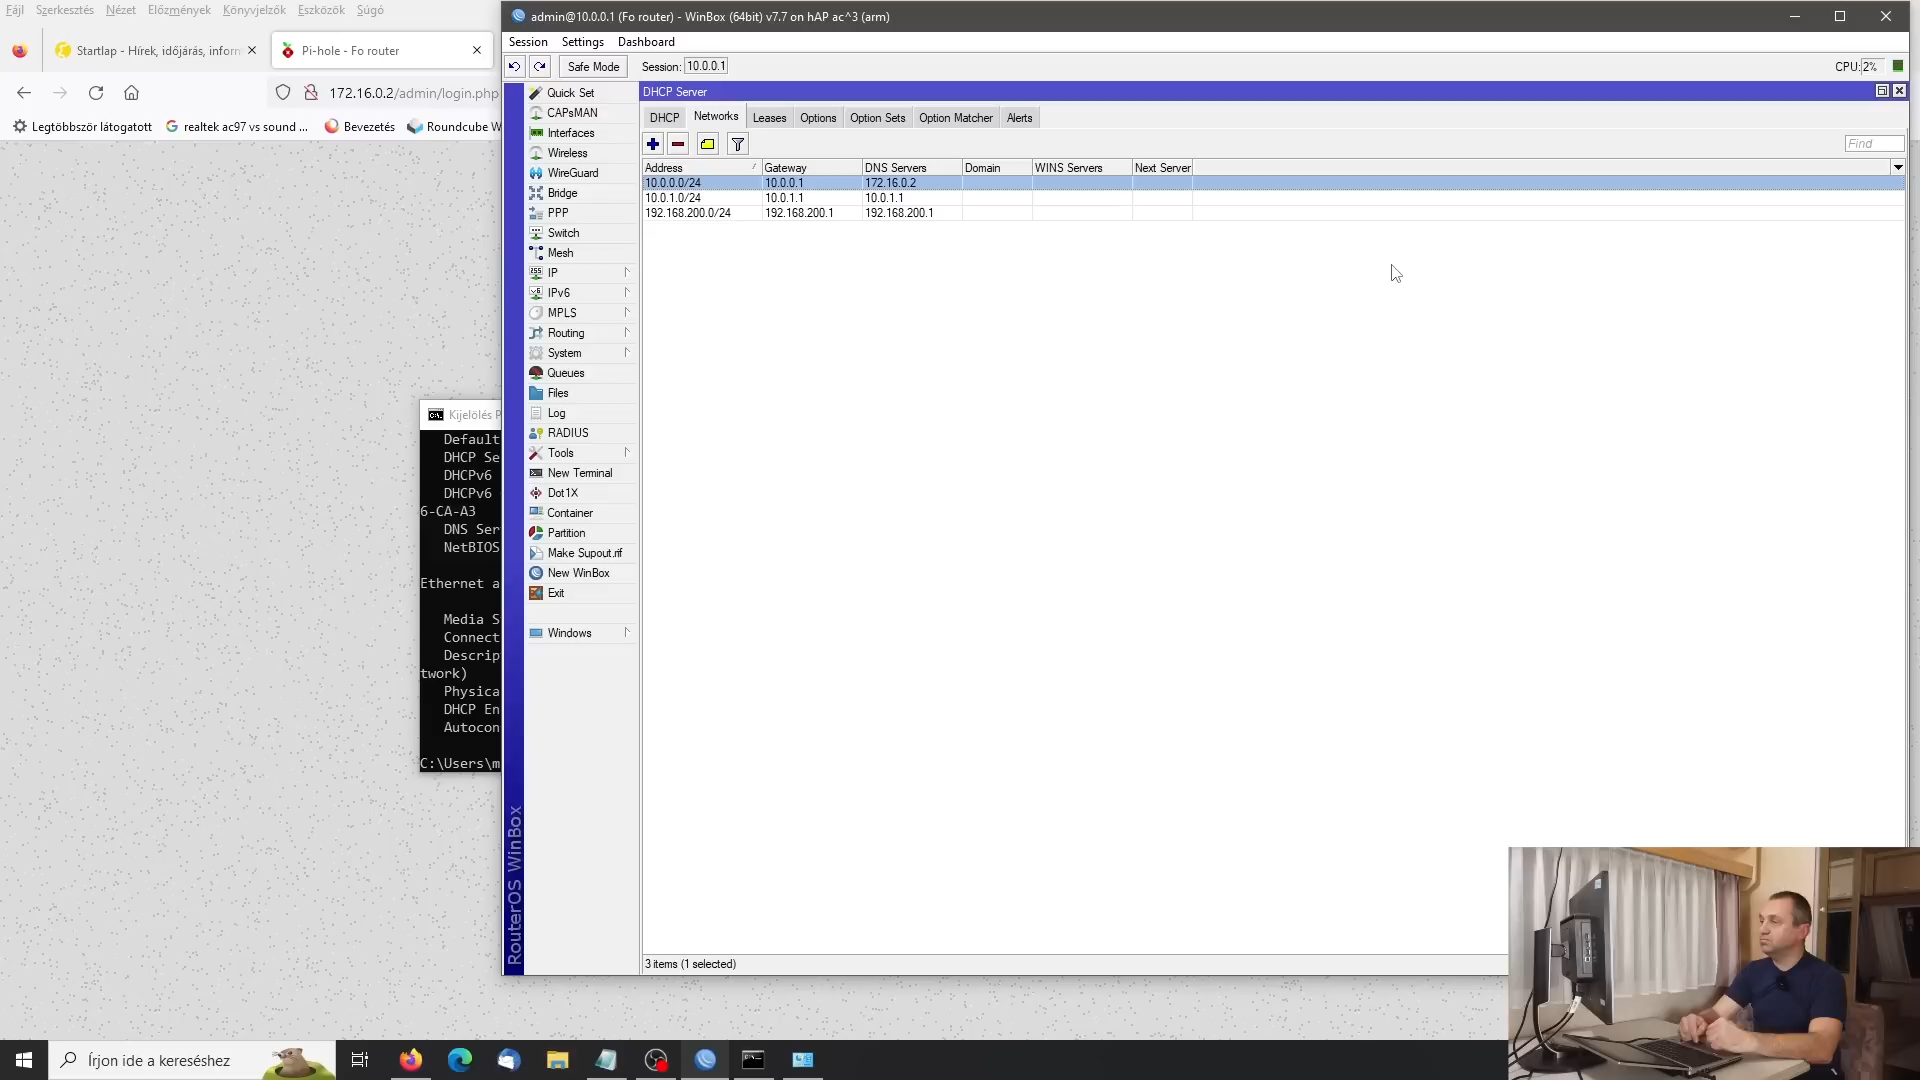 Fájl Szerkesztés Nézet Előzmények Könyvjelzők Eszközök Súgó
Startlap - Hírek, időjárás, inform
Pi-hole - Fo router
172.16.0.2/admin/login.php
Legtöbbször látogatott
realtek ac97 vs sound ...
Bevezetés
Roundcube W
admin@10.0.0.1 (Fo router) - WinBox (64bit) v7.7 on hAP ac^3 (arm)
Session Settings Dashboard
Safe Mode
Session: 10.0.0.1
CPU: 2%
Quick Set
CAPsMAN
Interfaces
Wireless
WireGuard
Bridge
PPP
Switch
Mesh
IP
IPv6
MPLS
Routing
System
Queues
Files
Log
RADIUS
Tools
New Terminal
Dot1X
Container
Partition
Make Supout.rif
New WinBox
Exit
Windows
RouterOS WinBox
DHCP Server
DHCP Networks Leases Options Option Sets Option Matcher Alerts
Find
Address Gateway DNS Servers Domain WINS Servers Next Server
10.0.0.0/24 10.0.0.1 172.16.0.2
10.0.1.0/24 10.0.1.1 10.0.1.1
192.168.200.0/24 192.168.200.1 192.168.200.1
3 items (1 selected)
Kijelölés P
Default
DHCP Se
DHCPv6
DHCPv6
6-CA-A3
DNS Ser
NetBIOS
Ethernet a
Media S
Connect
Descrip
twork)
Physica
DHCP En
Autocon
C:\Users\m
Írjon ide a kereséshez